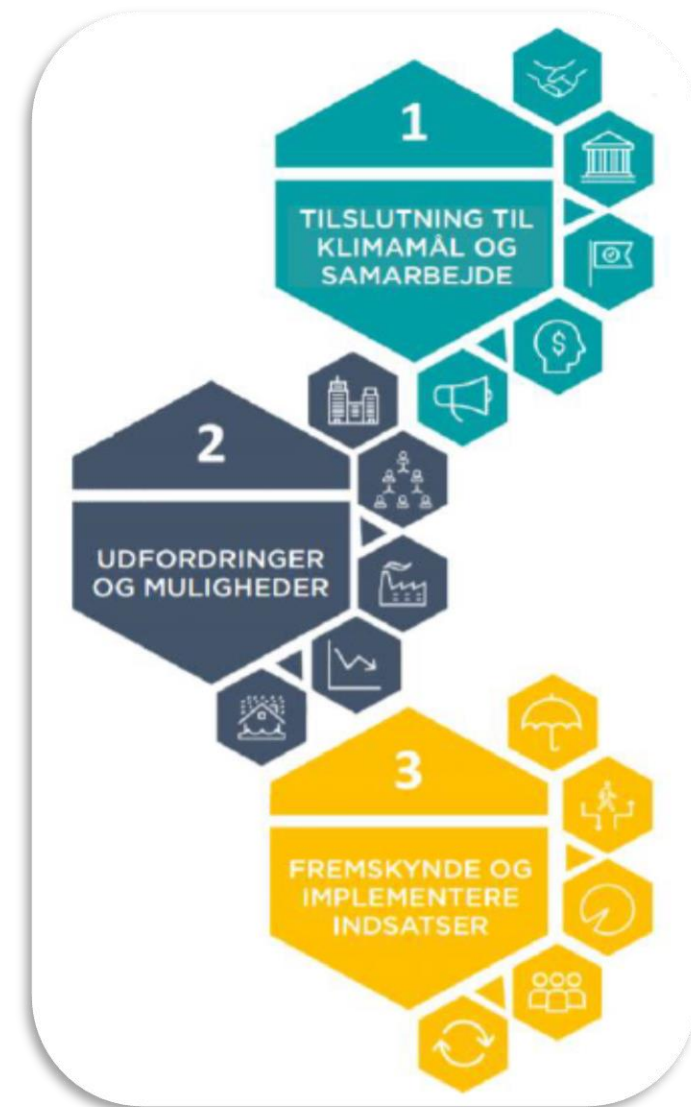 1
TILSLUTNING TIL
KLIMAMÅL OG
SAMARBEJDE
2
UDFORDRINGER
OG MULIGHEDER
3
FREMSKYNDE OG
IMPLEMENTERE
INDSATSER